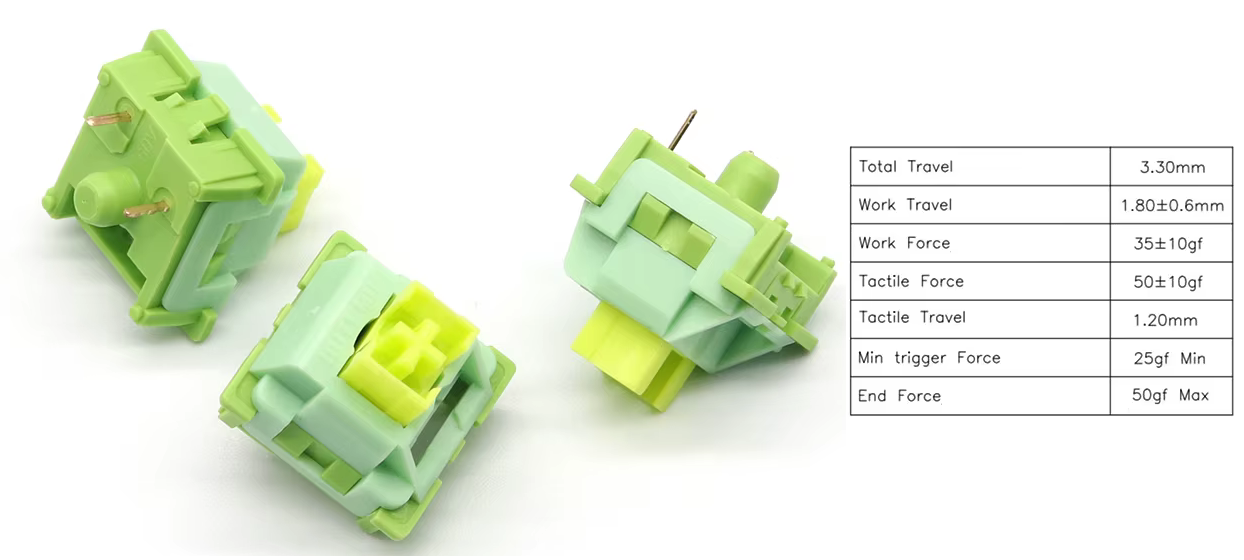 Total Travel 3.30mm
Work Travel 1.80±0.6mm
Work Force 35±10gf
Tactile Force 50±10gf
Tactile Travel 1.20mm
Min trigger Force 25gf Min
End Force 50gf Max